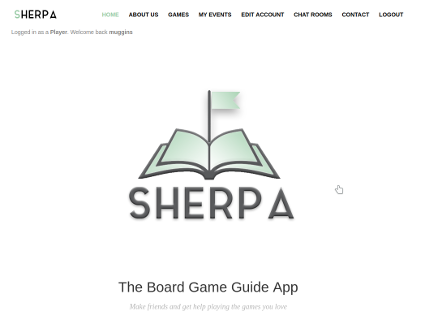 SHERPA HOME ABOUT US GAMES MY EVENTS EDIT ACCOUNT CHAT ROOMS CONTACT LOGOUT
Logged in as a Player. Welcome back muggins
SHERPA
The Board Game Guide App
Make friends and get help playing the games you love